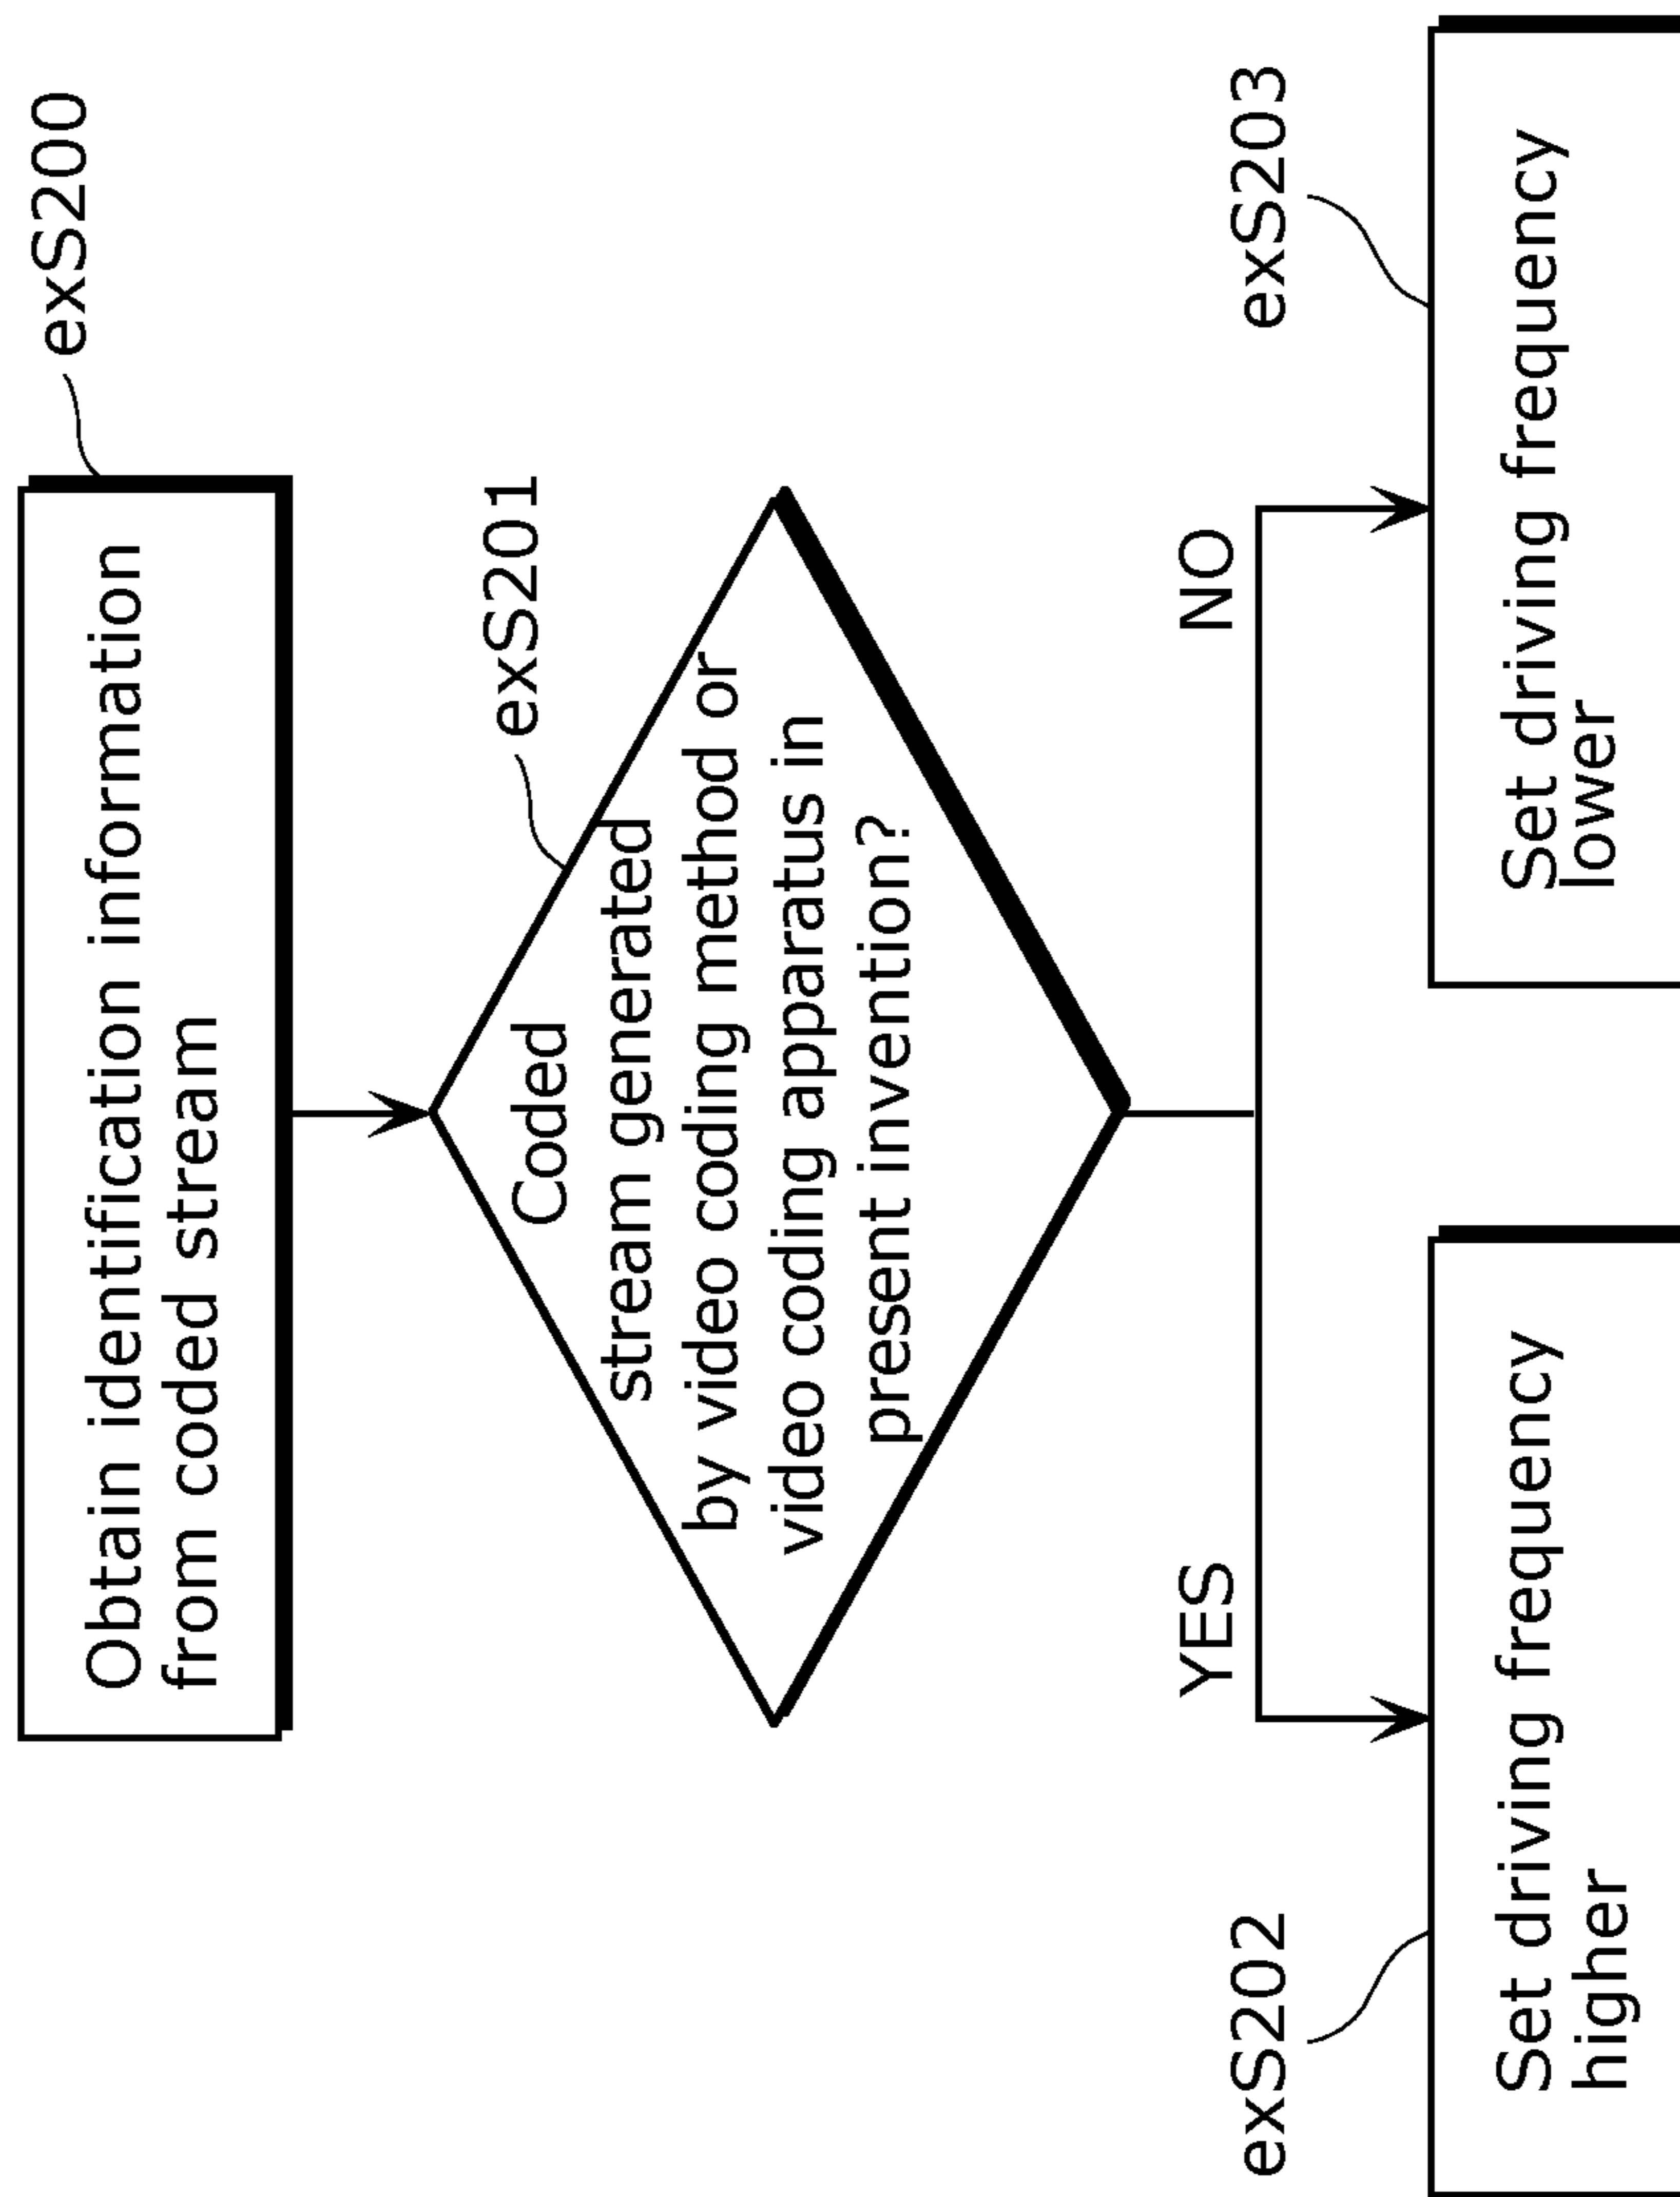 exS200
Obtain identification information
from coded stream
exS201
Coded
stream generated
by video coding method or
video coding apparatus in
present invention?
YES
NO
exS202
exS203
Set driving frequency
higher
Set driving frequency
lower